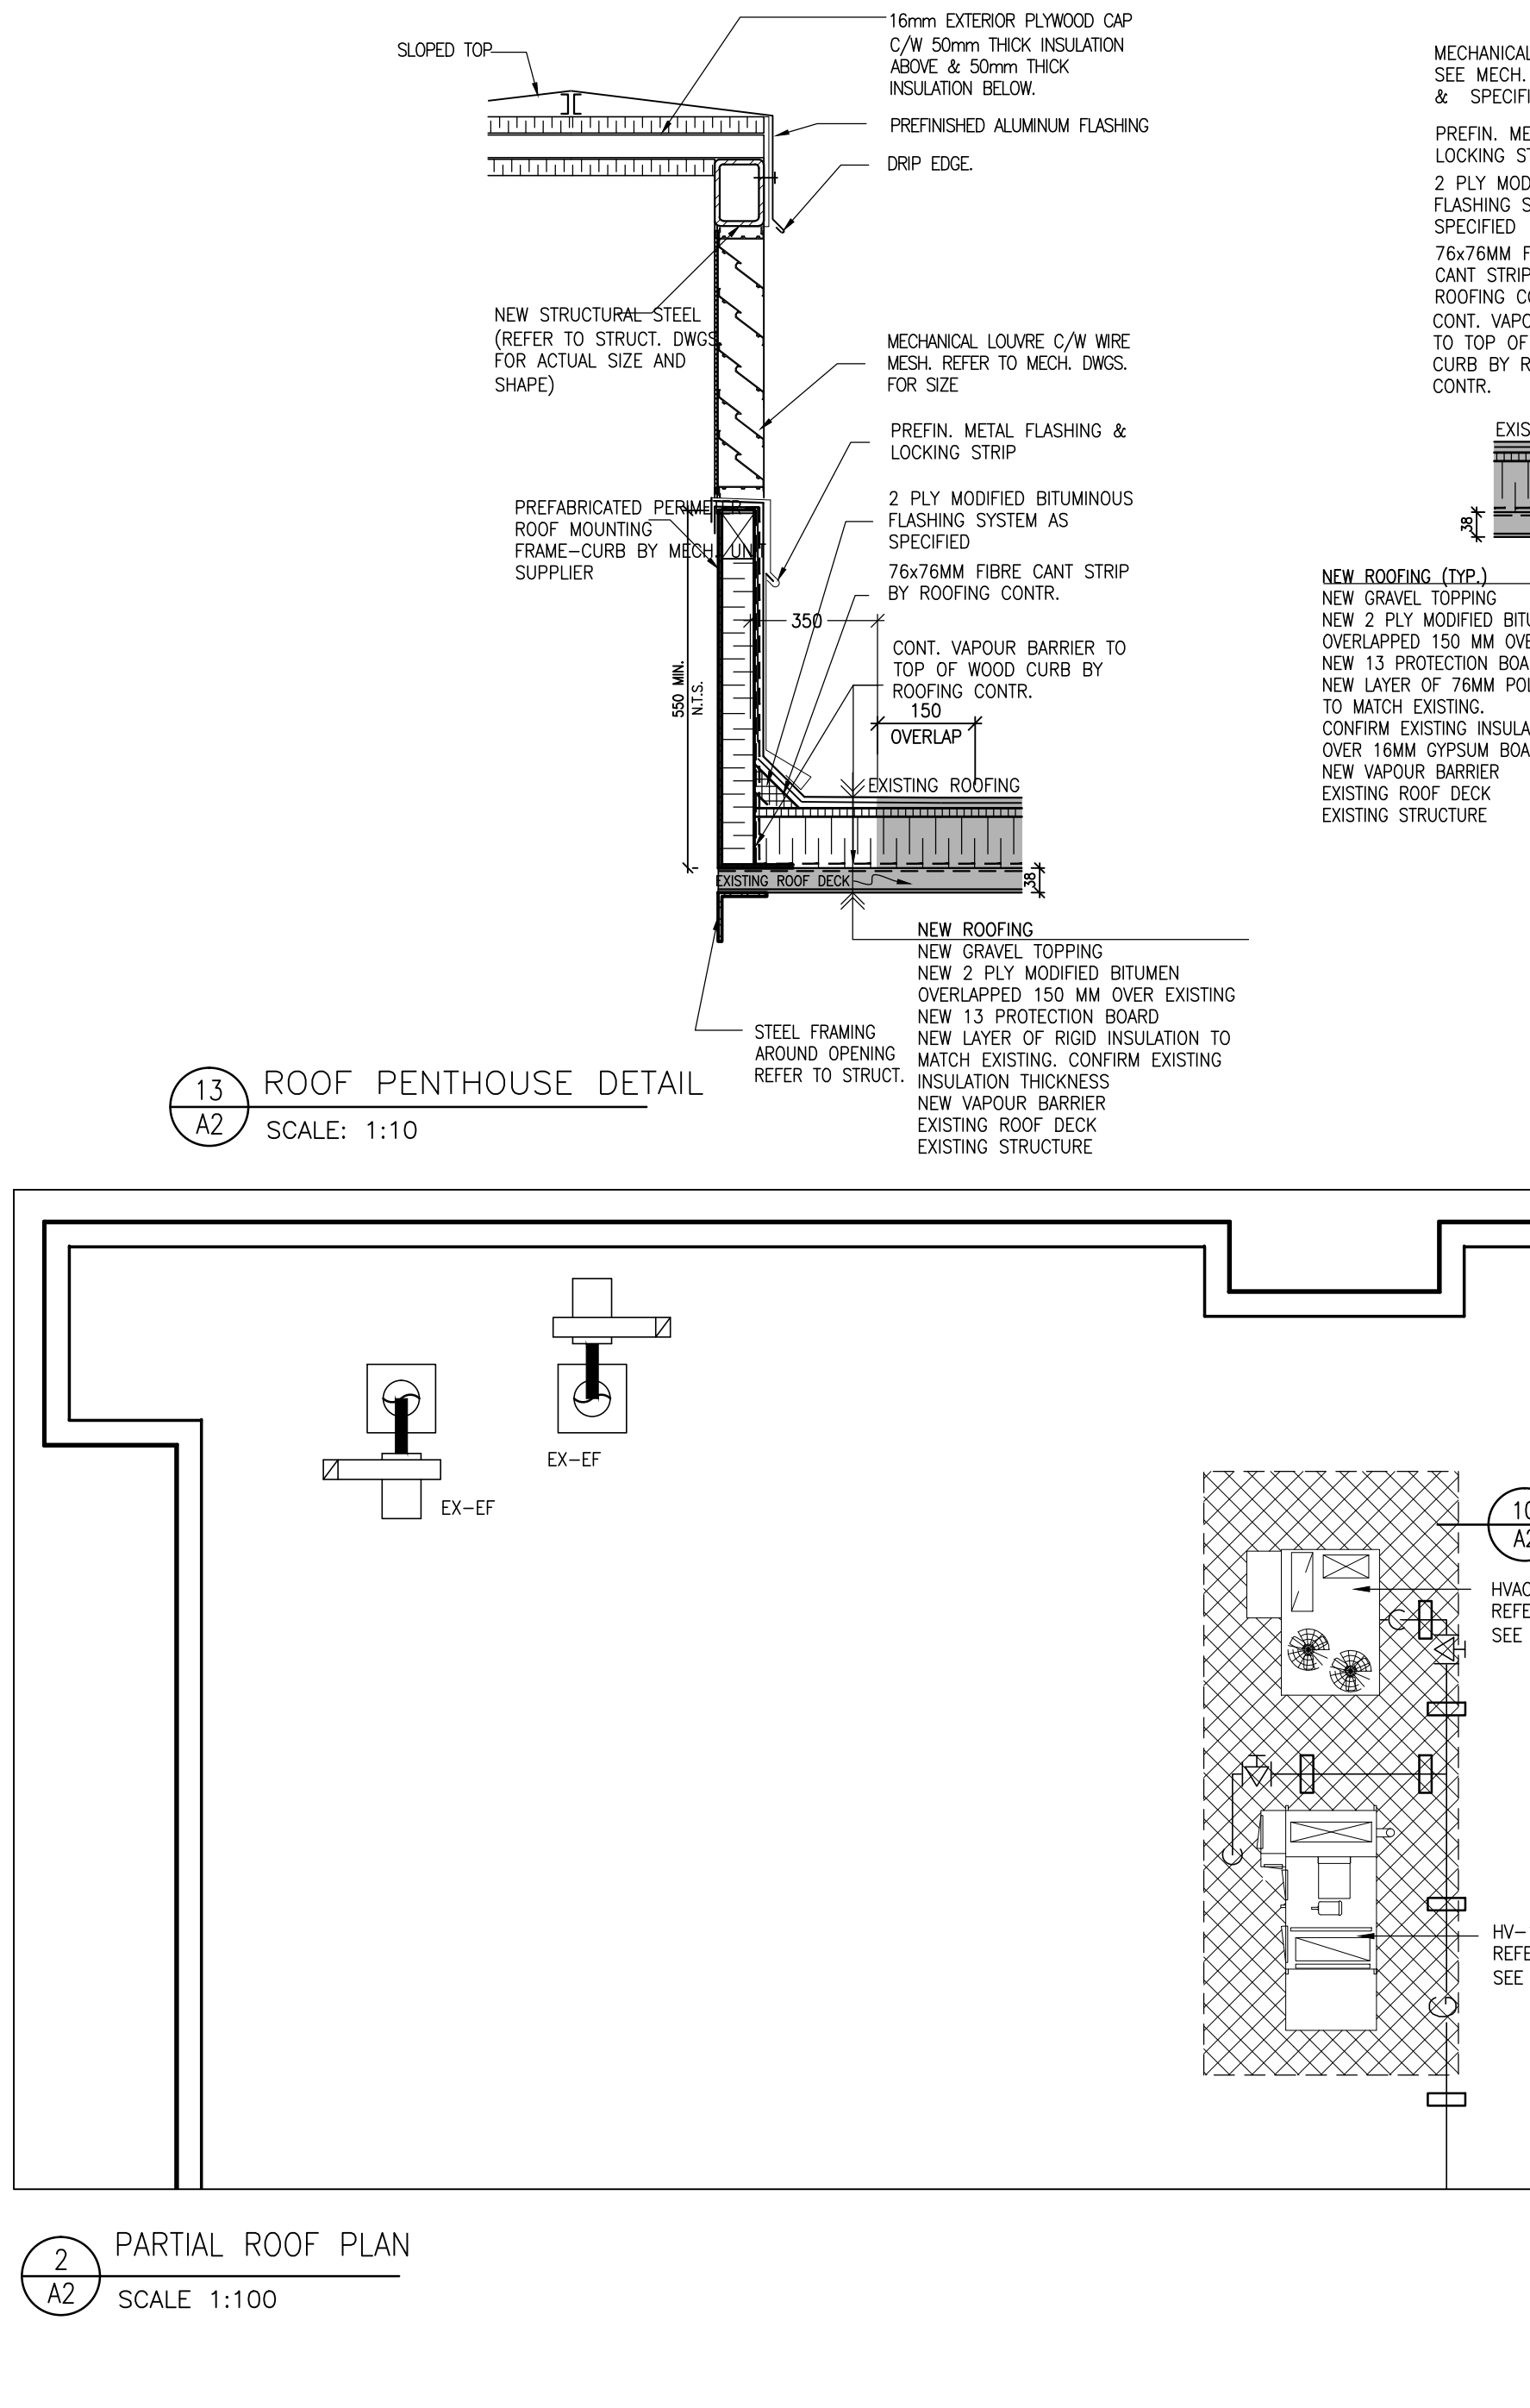 SLOPED TOP
16mm EXTERIOR PLYWOOD CAP
C/W 50mm THICK INSULATION
ABOVE & 50mm THICK
INSULATION BELOW.
PREFINISHED ALUMINUM FLASHING
DRIP EDGE.
NEW STRUCTURAL STEEL
(REFER TO STRUCT. DWGS
FOR ACTUAL SIZE AND
SHAPE)
MECHANICAL LOUVRE C/W WIRE
MESH. REFER TO MECH. DWGS.
FOR SIZE
PREFIN. METAL FLASHING &
LOCKING STRIP
PREFABRICATED PERIMETER
ROOF MOUNTING
FRAME-CURB BY MECH. UNIT
SUPPLIER
2 PLY MODIFIED BITUMINOUS
FLASHING SYSTEM AS
SPECIFIED
76x76MM FIBRE CANT STRIP
BY ROOFING CONTR.
350
CONT. VAPOUR BARRIER TO
TOP OF WOOD CURB BY
ROOFING CONTR.
550 MIN.
N.T.S.
150
OVERLAP
EXISTING ROOFING
EXISTING ROOF DECK
38
NEW ROOFING
NEW GRAVEL TOPPING
NEW 2 PLY MODIFIED BITUMEN
OVERLAPPED 150 MM OVER EXISTING
NEW 13 PROTECTION BOARD
NEW LAYER OF RIGID INSULATION TO
MATCH EXISTING. CONFIRM EXISTING
INSULATION THICKNESS
NEW VAPOUR BARRIER
EXISTING ROOF DECK
EXISTING STRUCTURE
STEEL FRAMING
AROUND OPENING
REFER TO STRUCT.
13
A2
ROOF PENTHOUSE DETAIL
SCALE: 1:10
MECHANICAL
SEE MECH.
& SPECIFI
PREFIN. ME
LOCKING ST
2 PLY MOD
FLASHING S
SPECIFIED
76x76MM F
CANT STRIP
ROOFING CO
CONT. VAPO
TO TOP OF
CURB BY R
CONTR.
EXIS
38
NEW ROOFING (TYP.)
NEW GRAVEL TOPPING
NEW 2 PLY MODIFIED BITU
OVERLAPPED 150 MM OVE
NEW 13 PROTECTION BOA
NEW LAYER OF 76MM POL
TO MATCH EXISTING.
CONFIRM EXISTING INSULA
OVER 16MM GYPSUM BOA
NEW VAPOUR BARRIER
EXISTING ROOF DECK
EXISTING STRUCTURE
EX-EF
EX-EF
10
A2
HVAC
REFE
SEE
HV-
REFE
SEE
2
A2
PARTIAL ROOF PLAN
SCALE 1:100